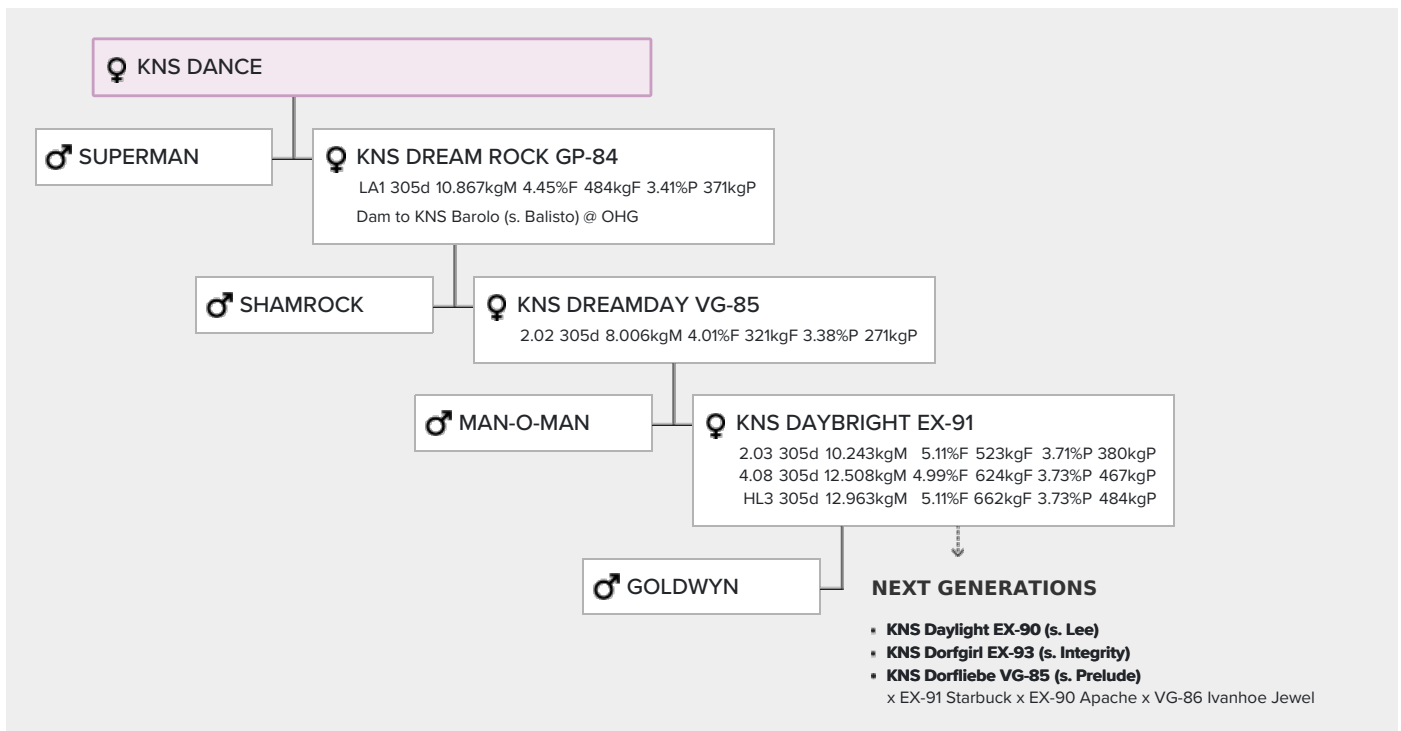 KNS DANCE
SUPERMAN
KNS DREAM ROCK GP-84
LA1 305d 10.867kgM 4.45%F 484kgF 3.41%P 371kgP
Dam to KNS Barolo (s. Balisto) @ OHG
SHAMROCK
KNS DREAMDAY VG-85
2.02 305d 8.006kgM 4.01%F 321kgF 3.38%P 271kgP
MAN-O-MAN
KNS DAYBRIGHT EX-91
2.03 305d 10.243kgM 5.11%F 523kgF 3.71%P 380kgP
4.08 305d 12.508kgM 4.99%F 624kgF 3.73%P 467kgP
HL3 305d 12.963kgM 5.11%F 662kgF 3.73%P 484kgP
GOLDWYN
NEXT GENERATIONS
• KNS Daylight EX-90 (s. Lee)
• KNS Dorfgirl EX-93 (s. Integrity)
• KNS Dorfliebe VG-85 (s. Prelude)
x EX-91 Starbuck x EX-90 Apache x VG-86 Ivanhoe Jewel